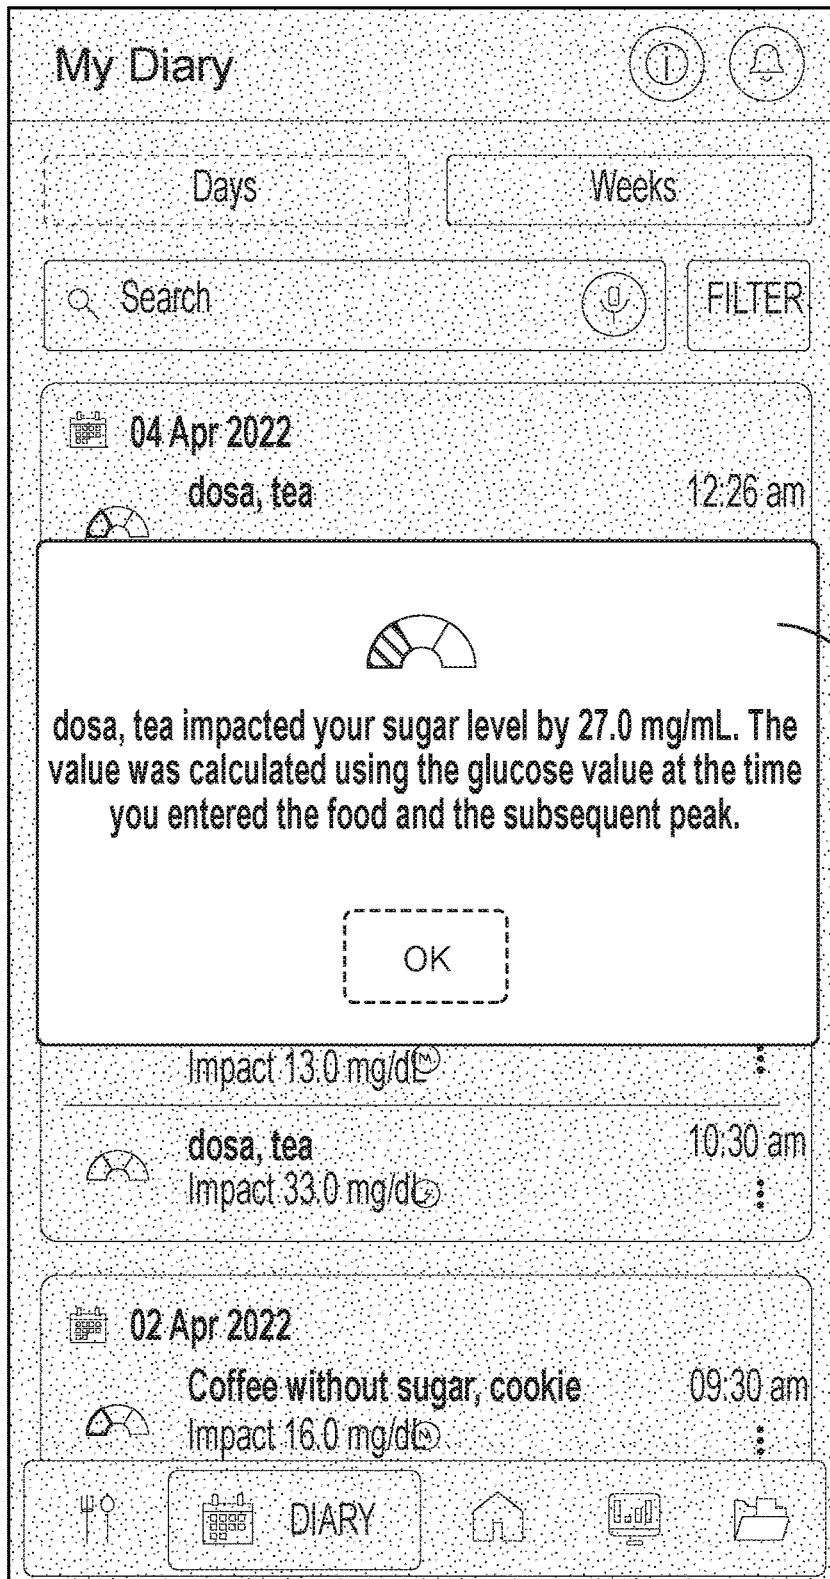 My Diary
Days
Weeks
Search
FILTER
04 Apr 2022
dosa, tea
12:26 am
dosa, tea impacted your sugar level by 27.0 mg/mL. The
value was calculated using the glucose value at the time
you entered the food and the subsequent peak.
OK
Impact 13.0 mg/dL
dosa, tea
10:30 am
Impact 33.0 mg/dL
02 Apr 2022
Coffee without sugar, cookie
09:30 am
Impact 16.0 mg/dL
DIARY